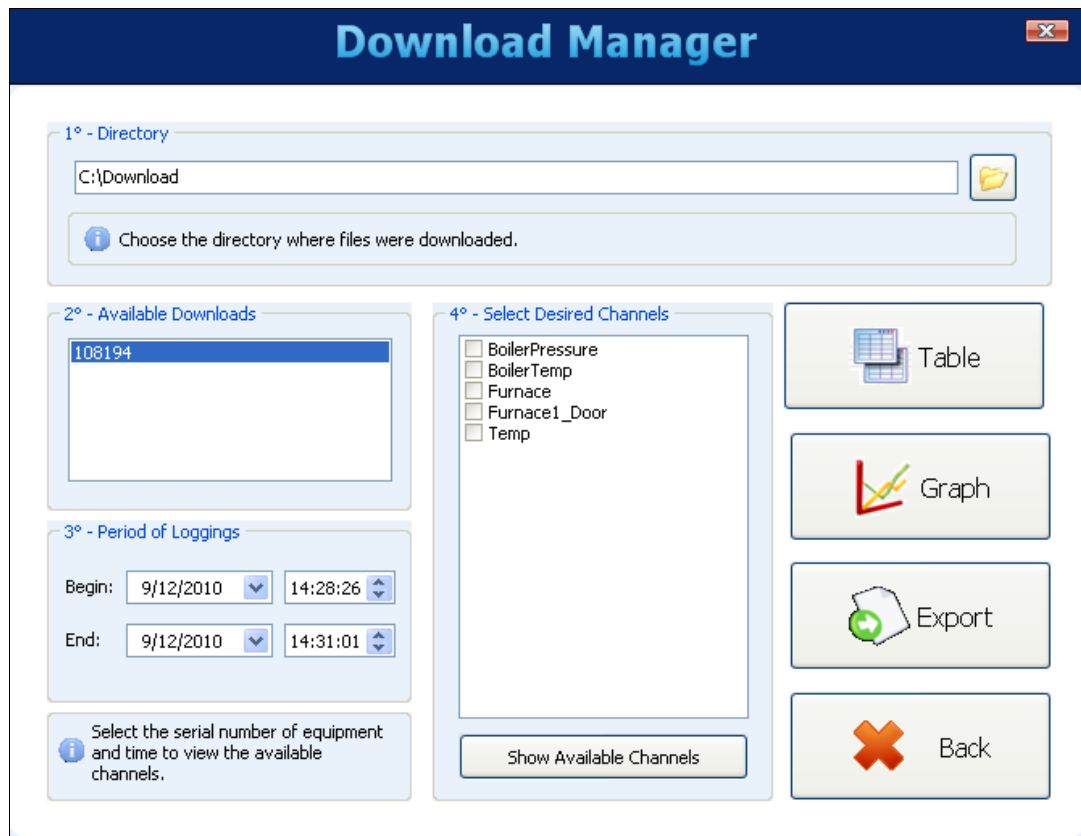 Download Manager
1° - Directory
C:\Download
Choose the directory where files were downloaded.
2° - Available Downloads
108194
3° - Period of Loggings
Begin: 9/12/2010 14:28:26
End: 9/12/2010 14:31:01
Select the serial number of equipment
and time to view the available
channels.
4° - Select Desired Channels
BoilerPressure
BoilerTemp
Furnace
Furnace1_Door
Temp
Show Available Channels
Table
Graph
Export
Back